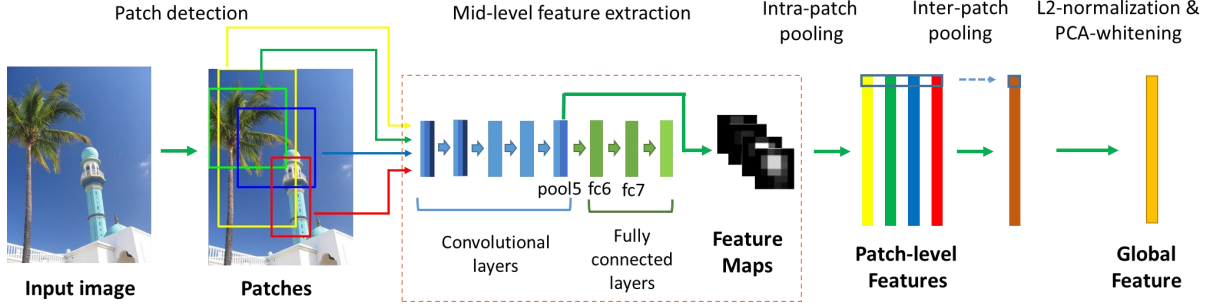 Patch detection
Mid-level feature extraction
Intra-patch
pooling
Inter-patch
pooling
L2-normalization &
PCA-whitening
pool5 fc6 fc7
Convolutional
layers
Fully
connected
layers
Feature
Maps
Patch-level
Features
Global
Feature
Input image
Patches